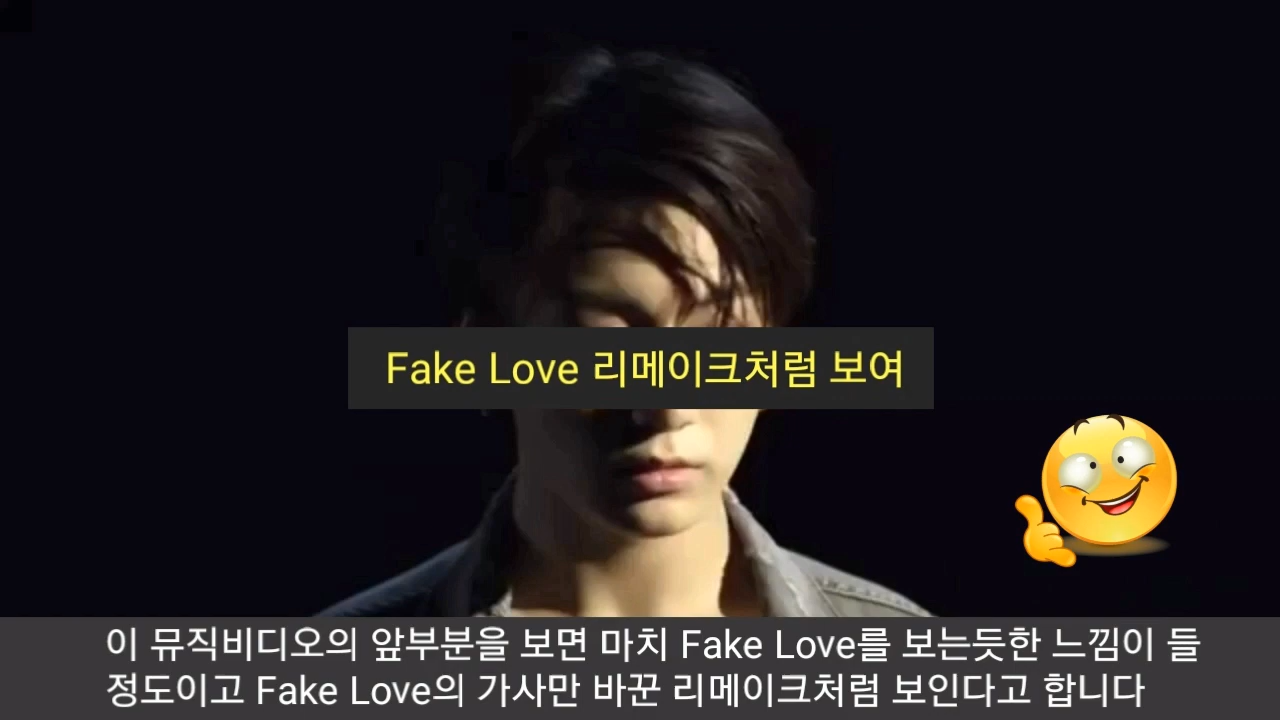 Fake Love 리메이크처럼 보여
이 뮤직비디오의 앞부분을 보면 마치 Fake Love를 보는듯한 느낌이 들
정도이고 Fake Love의 가사만 바꾼 리메이크처럼 보인다고 합니다